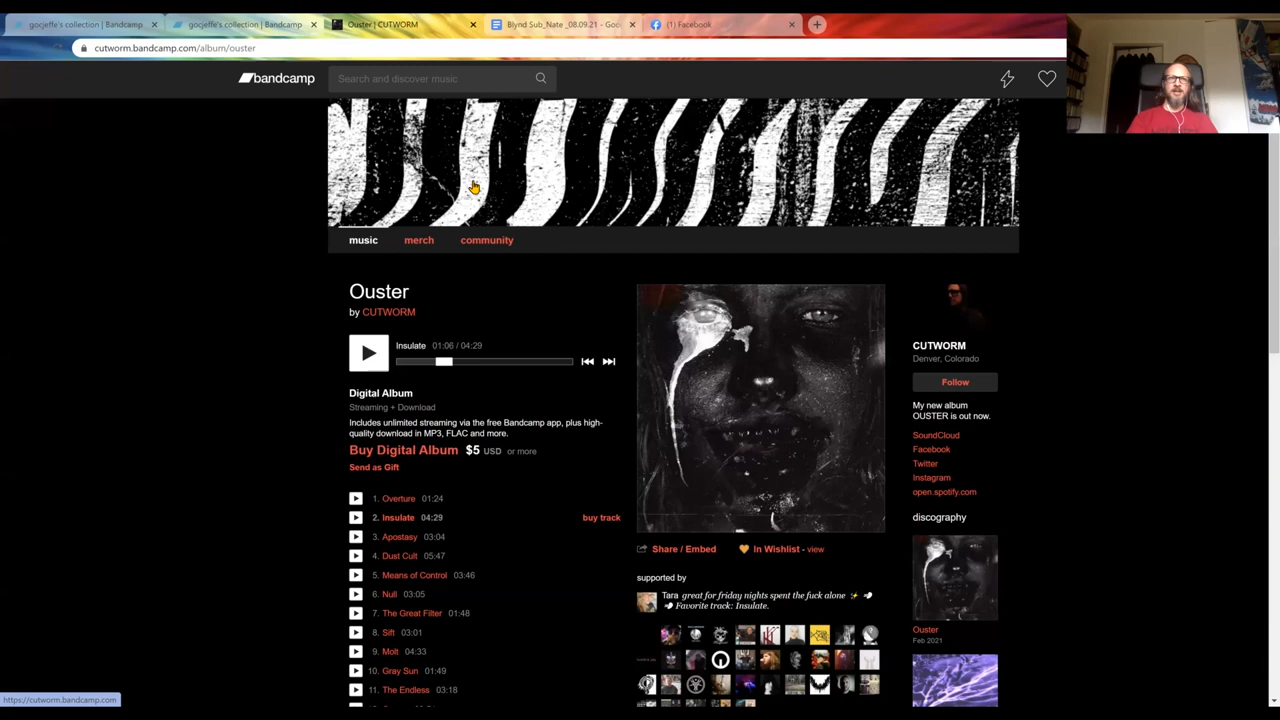 gocjeffe's collection | Bandcamp
gocjeffe's collection | Bandcamp
Ouster | CUTWORM
Blynd Sub_Nate _08.09.21 - Goo
(1) Facebook
cutworm.bandcamp.com/album/ouster
bandcamp
Search and discover music
music
merch
community
Ouster
by CUTWORM
Insulate 01:06 / 04:29
Digital Album
Streaming + Download
Includes unlimited streaming via the free Bandcamp app, plus high-
quality download in MP3, FLAC and more.
Buy Digital Album $5 USD or more
Send as Gift
1. Overture 01:24
2. Insulate 04:29 buy track
3. Apostasy 03:04
4. Dust Cult 05:47
5. Means of Control 03:46
6. Null 03:05
7. The Great Filter 01:48
8. Sift 03:01
9. Molt 04:33
10. Gray Sun 01:49
11. The Endless 03:18
Share / Embed
In Wishlist - view
supported by
Tara great for friday nights spent the fuck alone
Favorite track: Insulate.
CUTWORM
Denver, Colorado
Follow
My new album
OUSTER is out now.
SoundCloud
Facebook
Twitter
Instagram
open.spotify.com
discography
Ouster
Feb 2021
https://cutworm.bandcamp.com